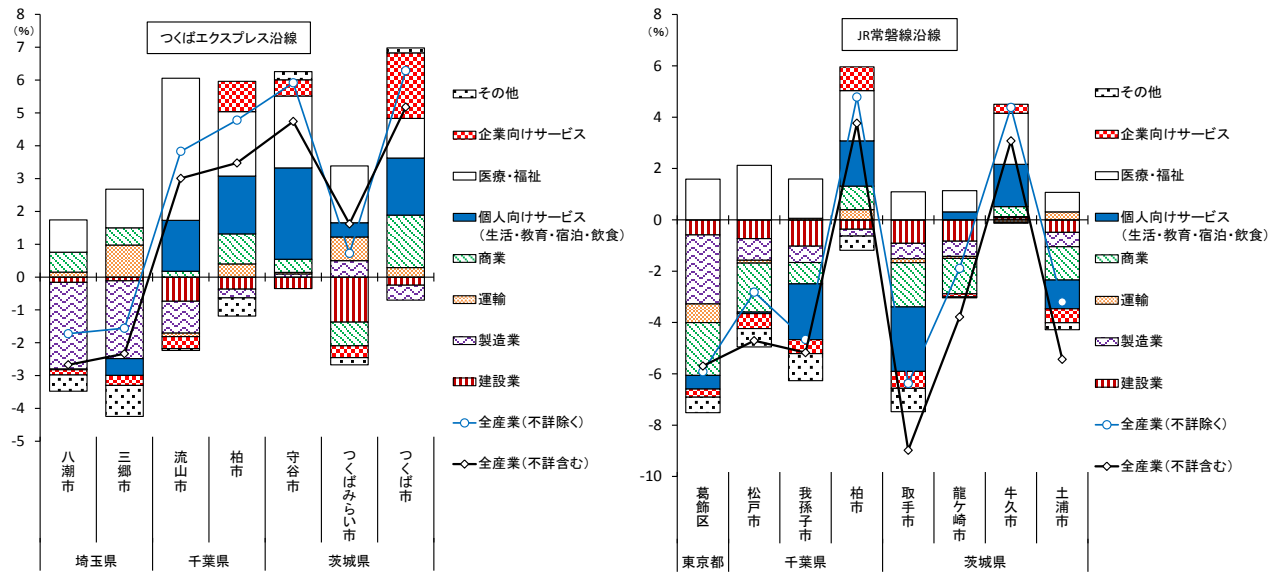 8
(%)
7
6
5
4
3
2
1
0
-1
-2
-3
-4
-5
つくばエクスプレス沿線
その他
企業向けサービス
医療・福祉
個人向けサービス
(生活・教育・宿泊・飲食)
商業
運輸
製造業
建設業
全産業(不詳除く)
全産業(不詳含む)
八潮市
三郷市
流山市
柏市
守谷市
つくばみらい市
つくば市
埼玉県
千葉県
茨城県
8
(%)
6
4
2
0
-2
-4
-6
-8
-10
JR常磐線沿線
その他
企業向けサービス
医療・福祉
個人向けサービス
(生活・教育・宿泊・飲食)
商業
運輸
製造業
建設業
全産業(不詳除く)
全産業(不詳含む)
葛飾区
松戸市
我孫子市
柏市
取手市
龍ケ崎市
牛久市
土浦市
東京都
千葉県
茨城県